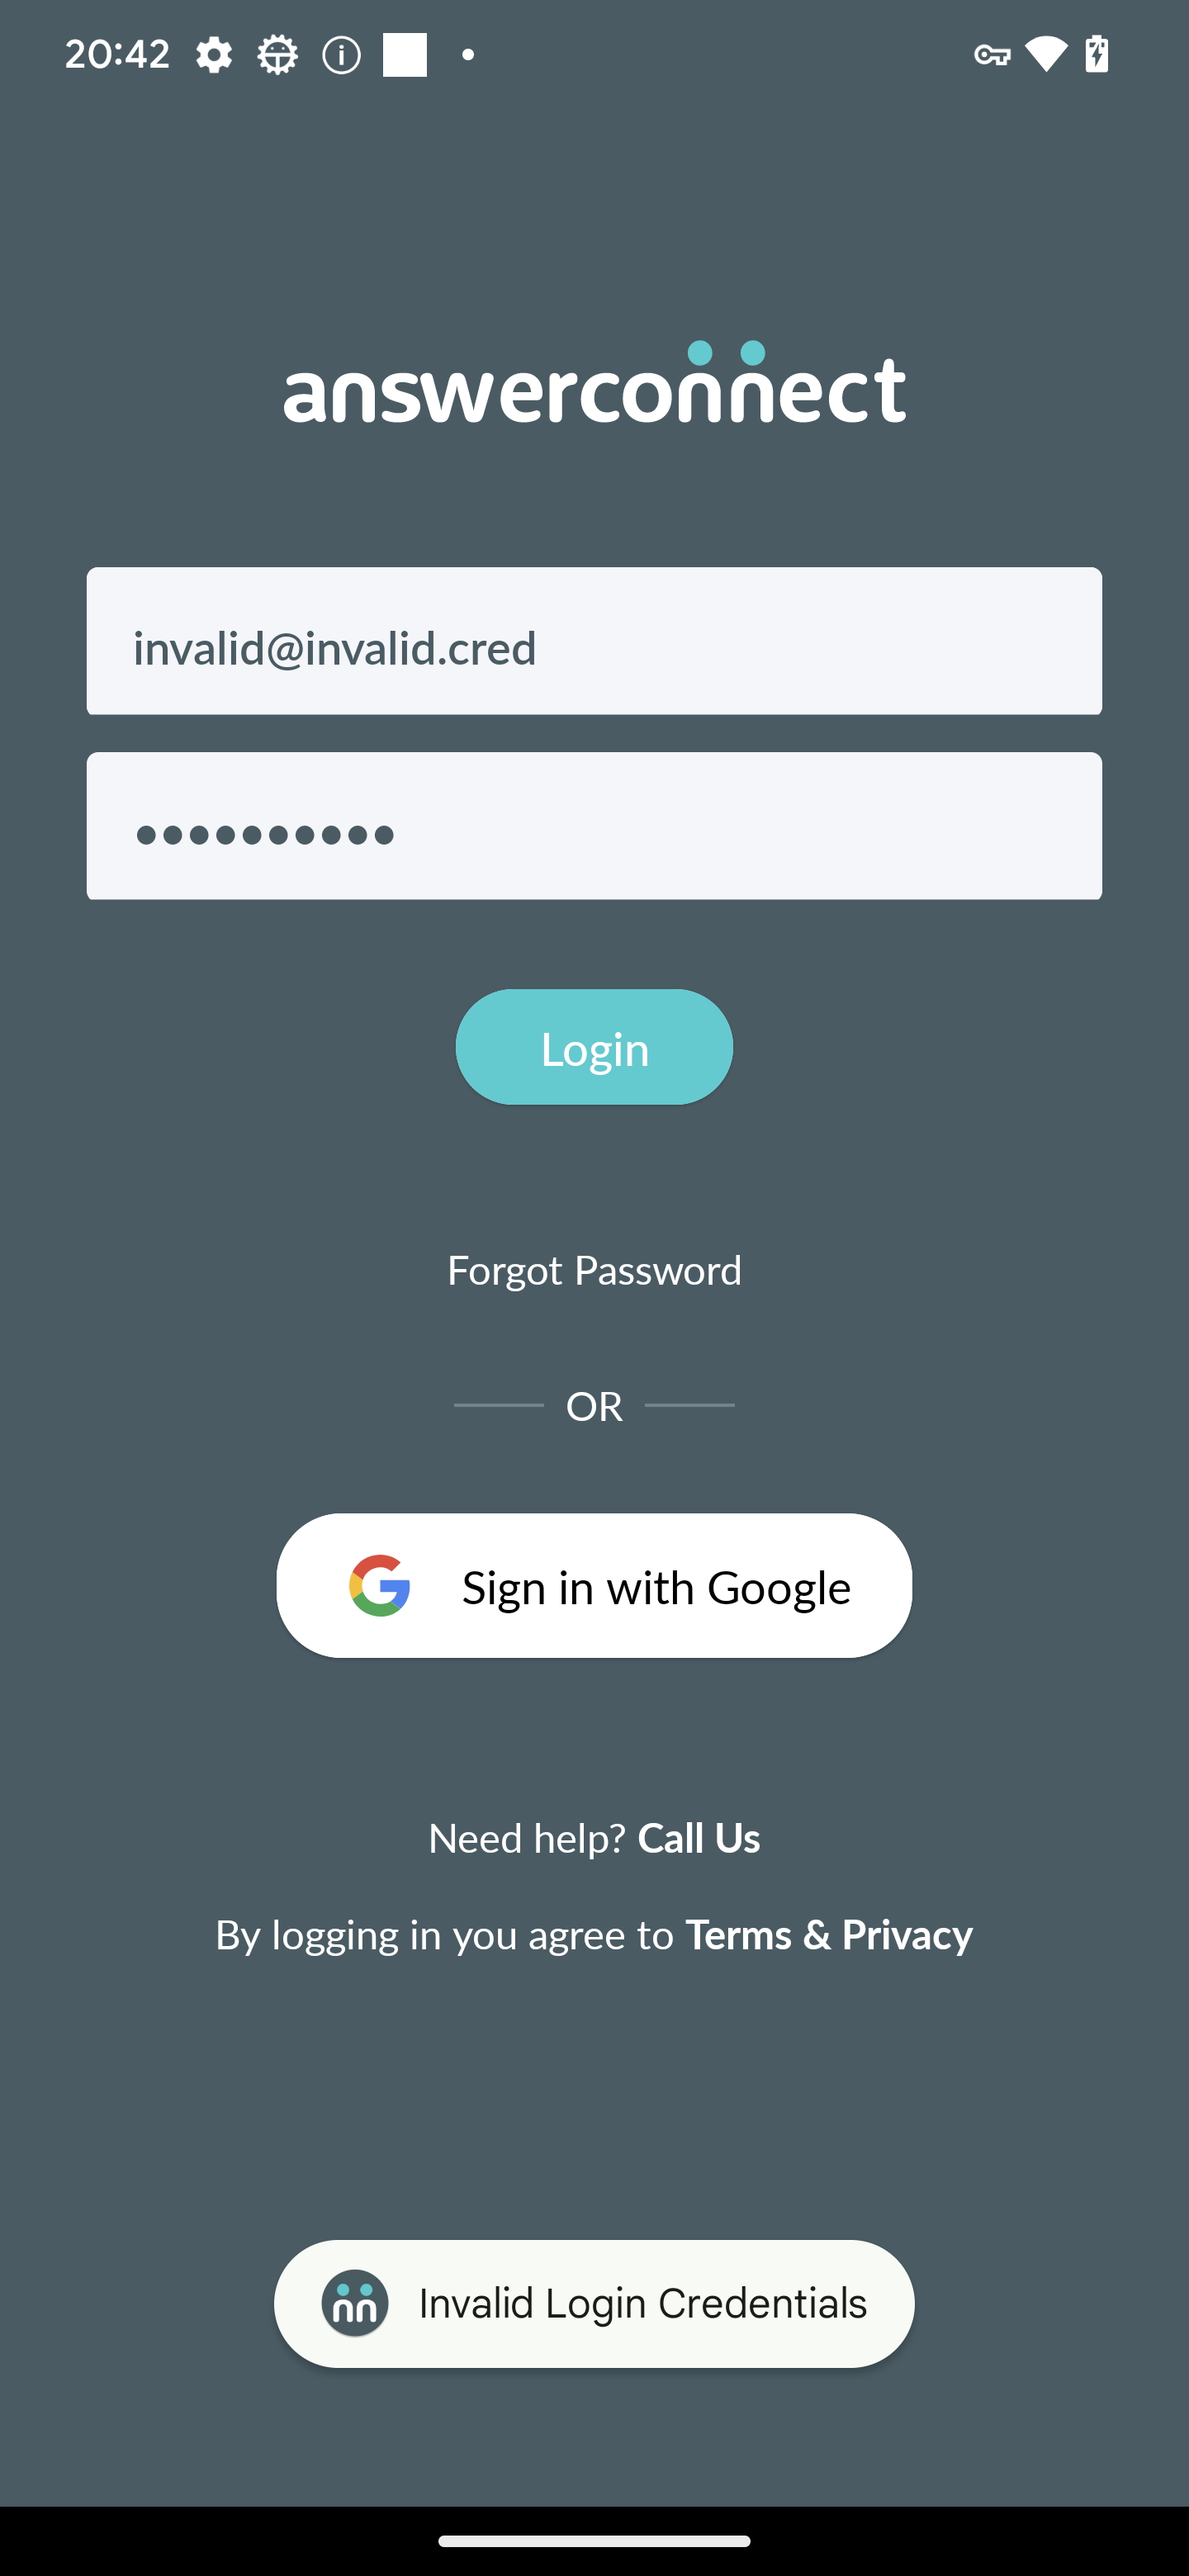 20:42
answerconnect
invalid@invalid.cred
••••••••••
Login
Forgot Password
OR
Sign in with Google
Need help? Call Us
By logging in you agree to Terms & Privacy
Invalid Login Credentials